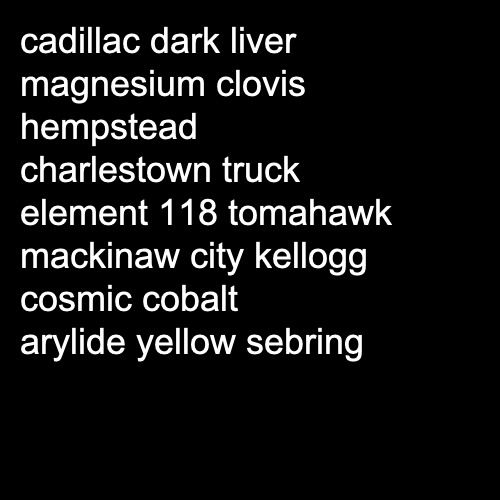 cadillac dark liver
magnesium clovis
hempstead
charlestown truck
element 118 tomahawk
mackinaw city kellogg
cosmic cobalt
arylide yellow sebring